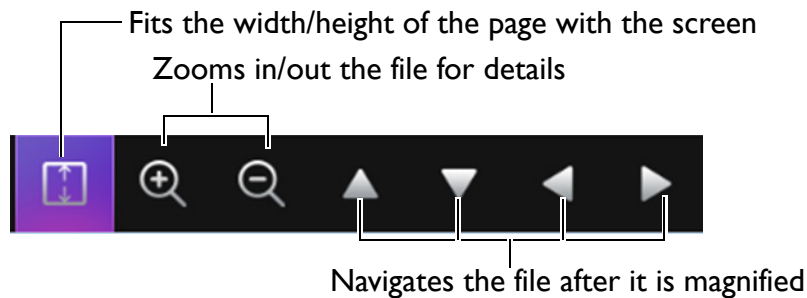 Fits the width/height of the page with the screen
Zooms in/out the file for details
Navigates the file after it is magnified